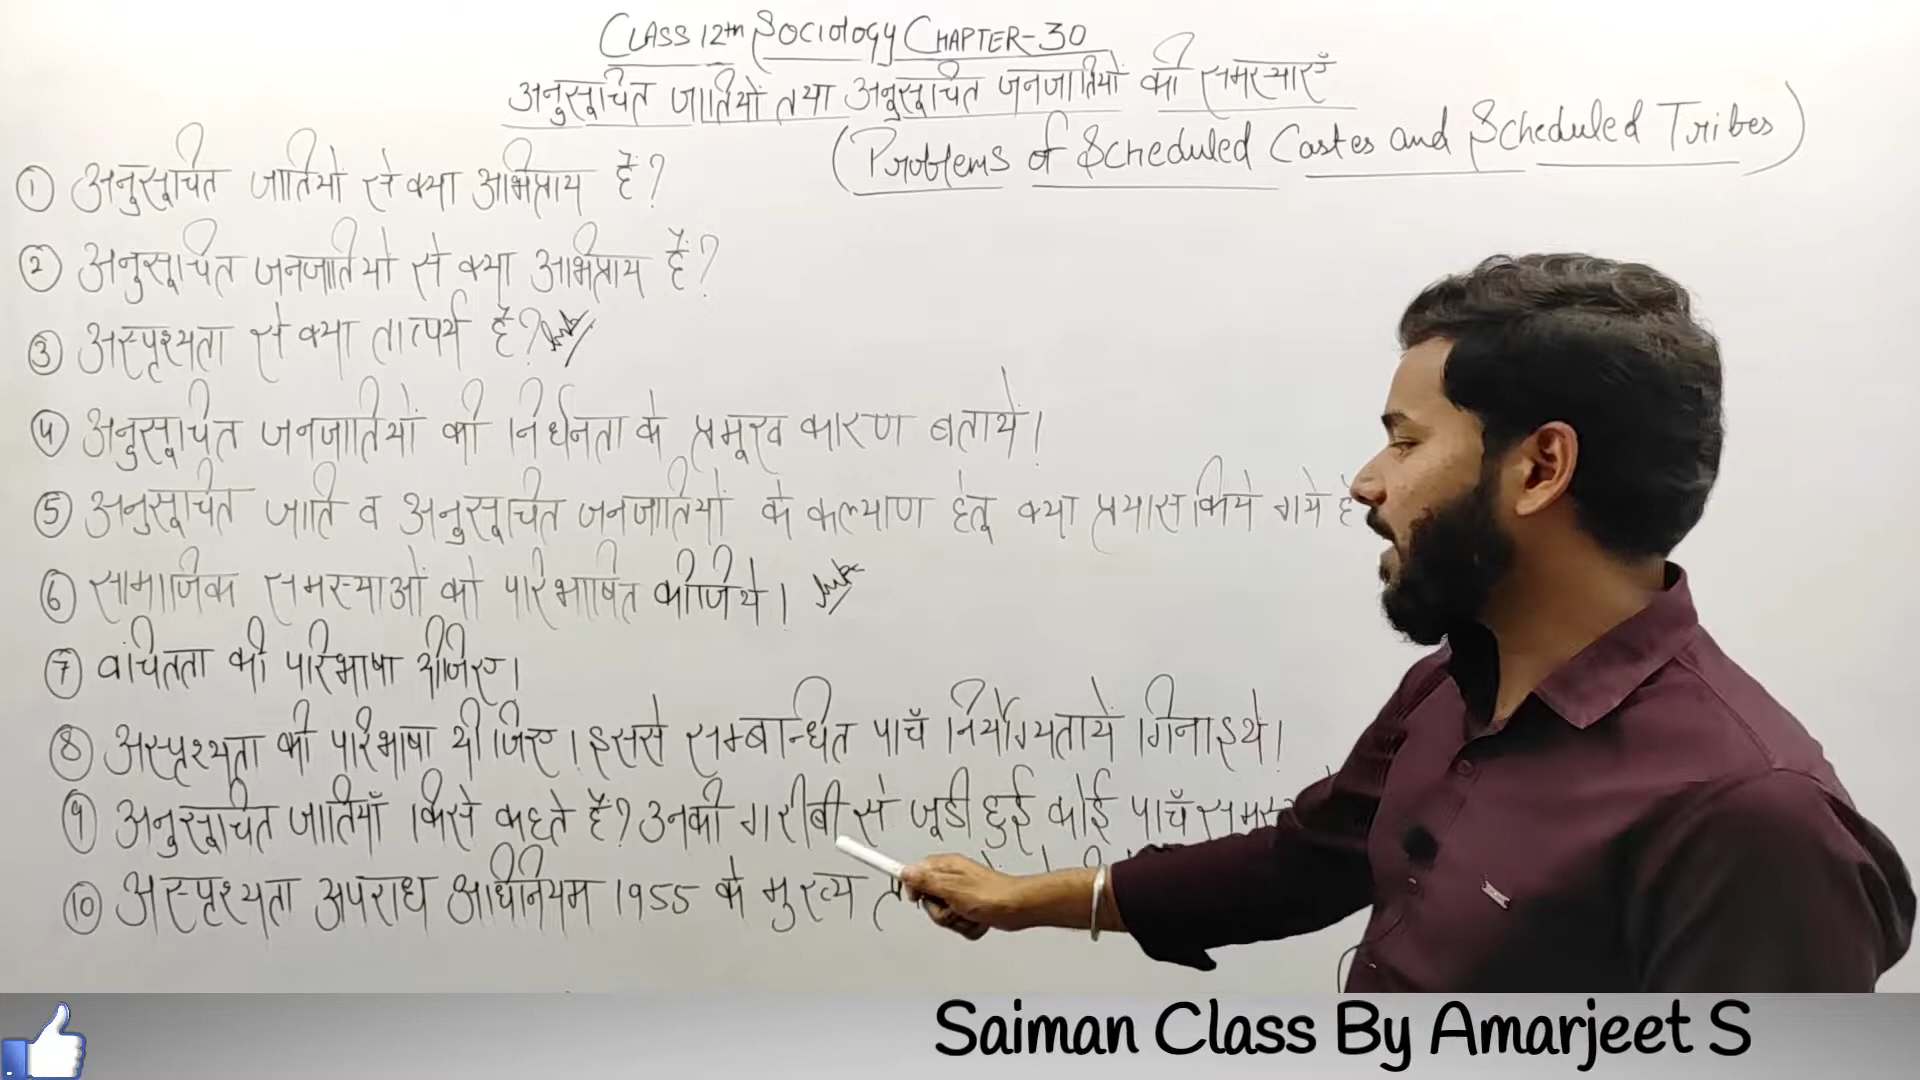 CLASS 12th SOCIOLOGY CHAPTER-30
अनुसूचित जातियों तथा अनुसूचित जनजातियों की समस्याएँ
(Problems of Scheduled Castes and Scheduled Tribes)
① अनुसूचित जातियों से क्या अभिप्राय है?
② अनुसूचित जनजातियों से क्या अभिप्राय है?
③ अस्पृश्यता से क्या तात्पर्य है?
④ अनुसूचित जनजातियों की निर्धनता के प्रमूख कारण बतायें।
⑤ अनुसूचित जाति व अनुसूचित जनजातियों के कल्याण हेतू क्या प्रयास किये गये
⑥ सामाजिक समस्याओं को परिभाषित कीजिये।
⑦ वंचितता की परिभाषा दीजिए।
⑧ अस्पृश्यता की परिभाषा दीजिए। इससे सम्बान्धित पाँच निर्योग्यतायें गिनाइये।
⑨ अनुसूचित जातियाँ किसे कहते हैं? उनकी गरीबी से जूडी हुई कोई पाँच
⑩ अस्पृश्यता अपराध अधिनियम 1955 के मुख्य
Saiman Class By Amarjeet S